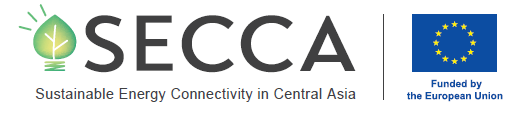 SECCA
Sustainable Energy Connectivity in Central Asia
Funded by
the European Union